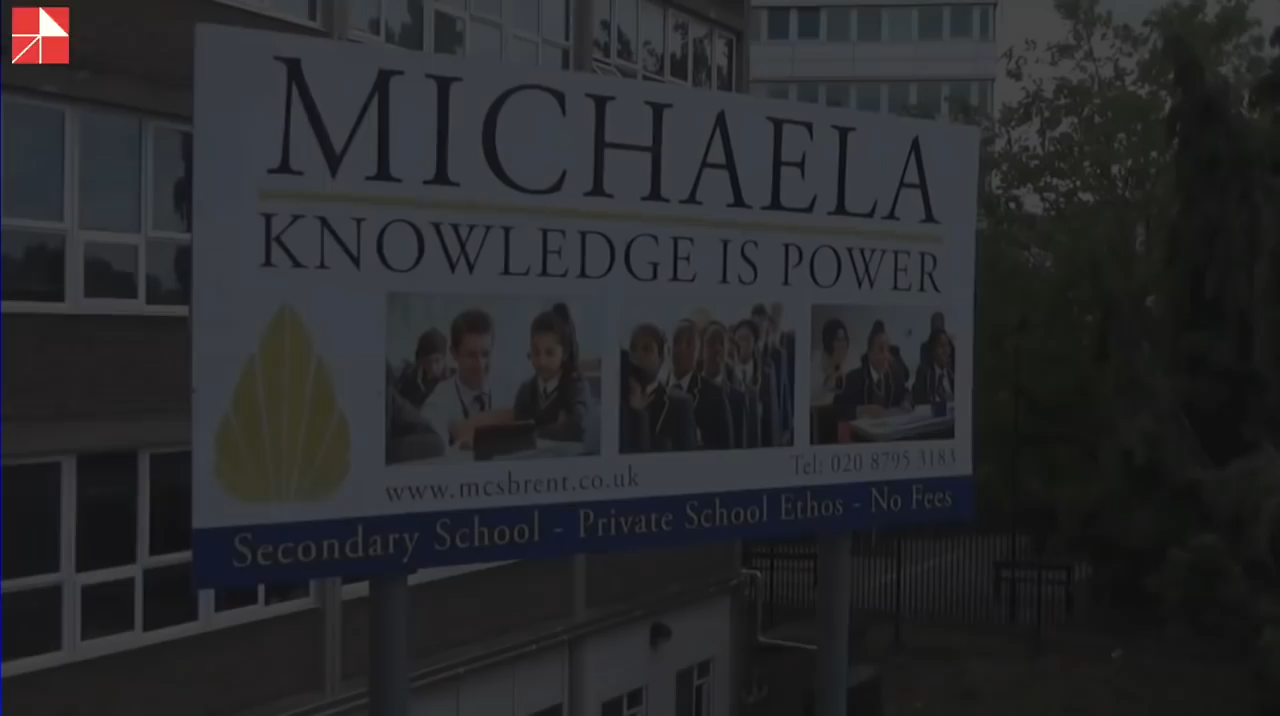 MICHAELA
KNOWLEDGE IS POWER
www.mcsbrent.co.uk
Tel: 020 8795 3183
Secondary School - Private School Ethos - No Fees